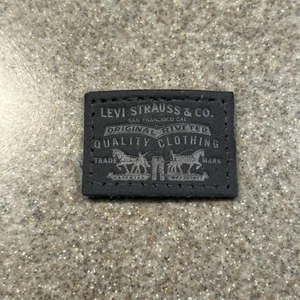 LEVI STRAUSS & CO.
SAN FRANCISCO CAL.
ORIGINAL RIVETED
QUALITY CLOTHING
TRADE MARK